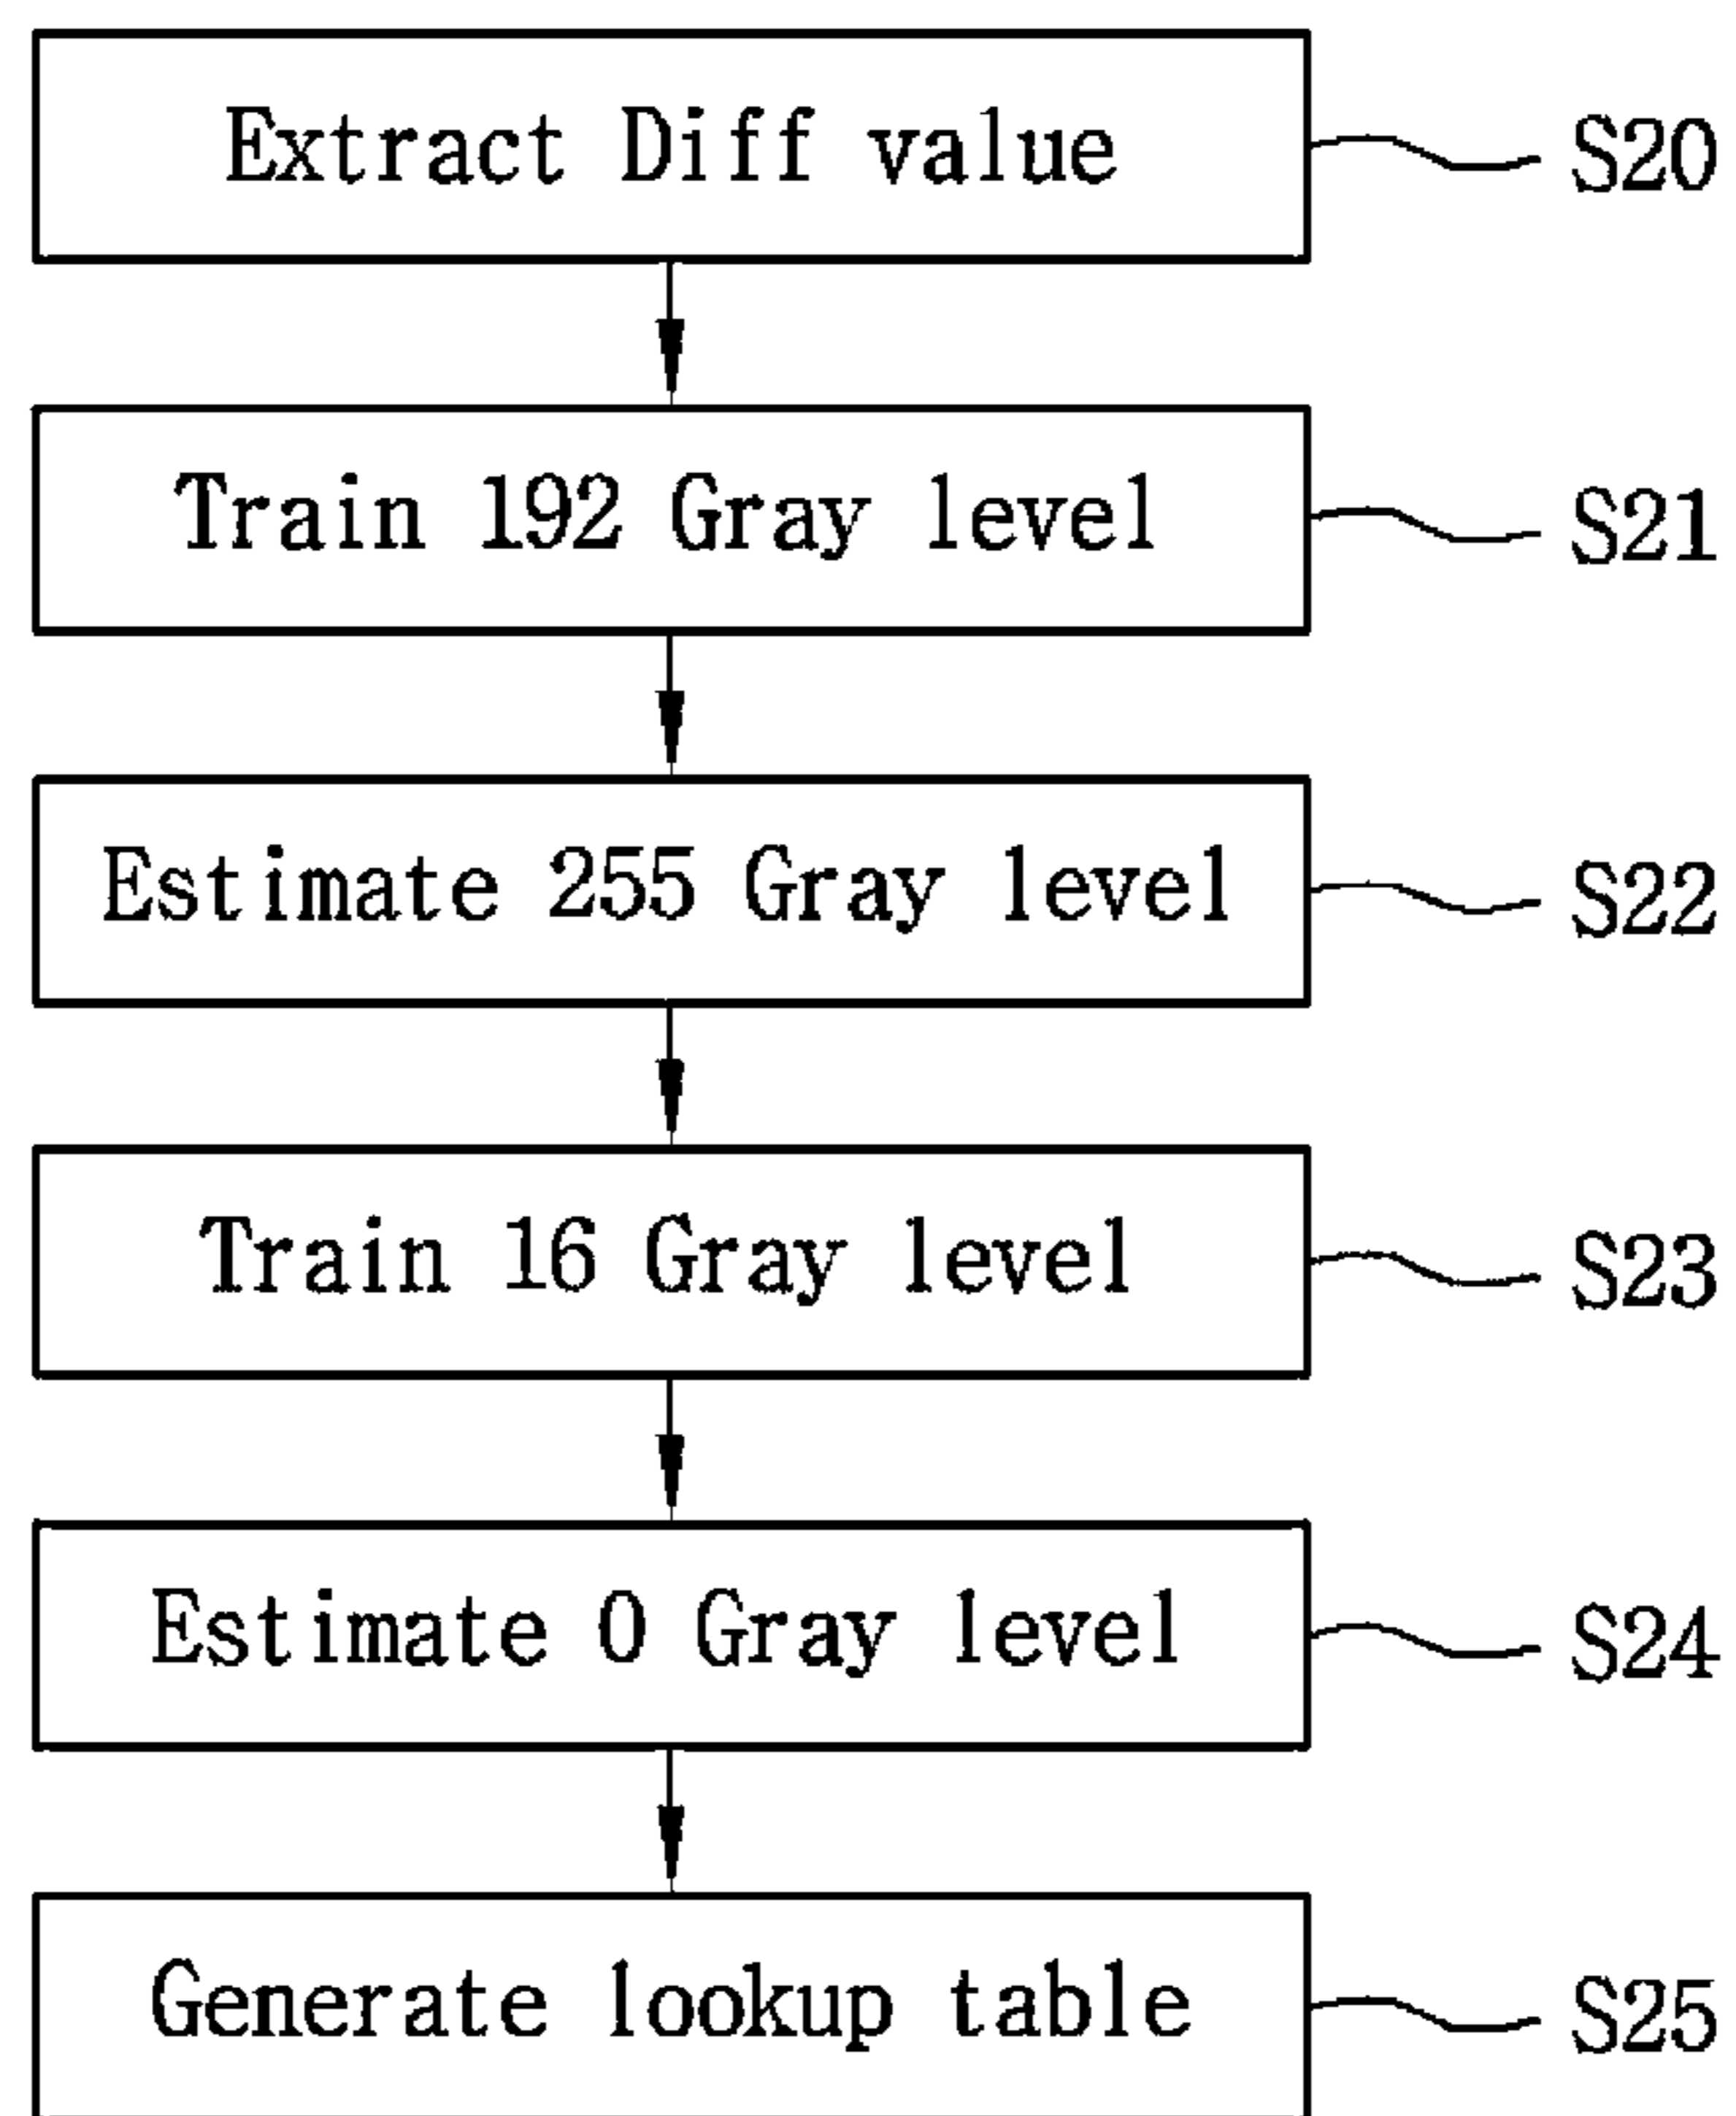 Extract Diff value S20
Train 192 Gray level S21
Estimate 255 Gray level S22
Train 16 Gray level S23
Estimate 0 Gray level S24
Generate lookup table S25